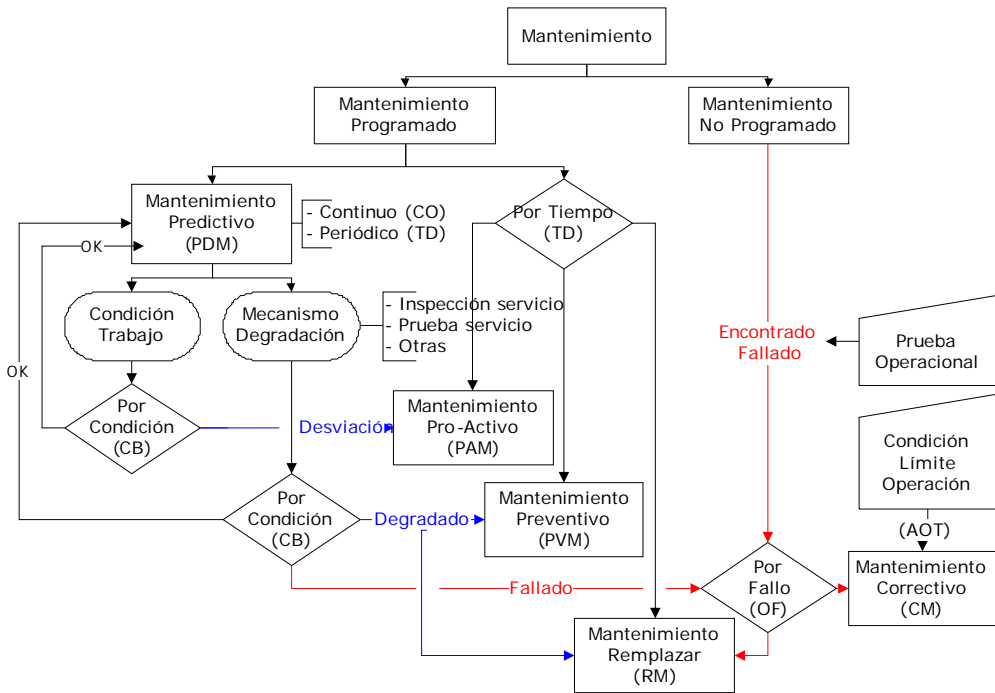 Mantenimiento
Mantenimiento
Programado
Mantenimiento
No Programado
Mantenimiento
Predictivo
(PDM)
- Continuo (CO)
- Periódico (TD)
Por Tiempo
(TD)
OK
Condición
Trabajo
Mecanismo
Degradación
- Inspección servicio
- Prueba servicio
- Otras
Encontrado
Fallado
Prueba
Operacional
OK
Por
Condición
(CB)
Desviación
Mantenimiento
Pro-Activo
(PAM)
Condición
Límite
Operación
Por
Condición
(CB)
Degradado
Mantenimiento
Preventivo
(PVM)
(AOT)
Fallado
Por
Fallo
(OF)
Mantenimiento
Correctivo
(CM)
Mantenimiento
Remplazar
(RM)